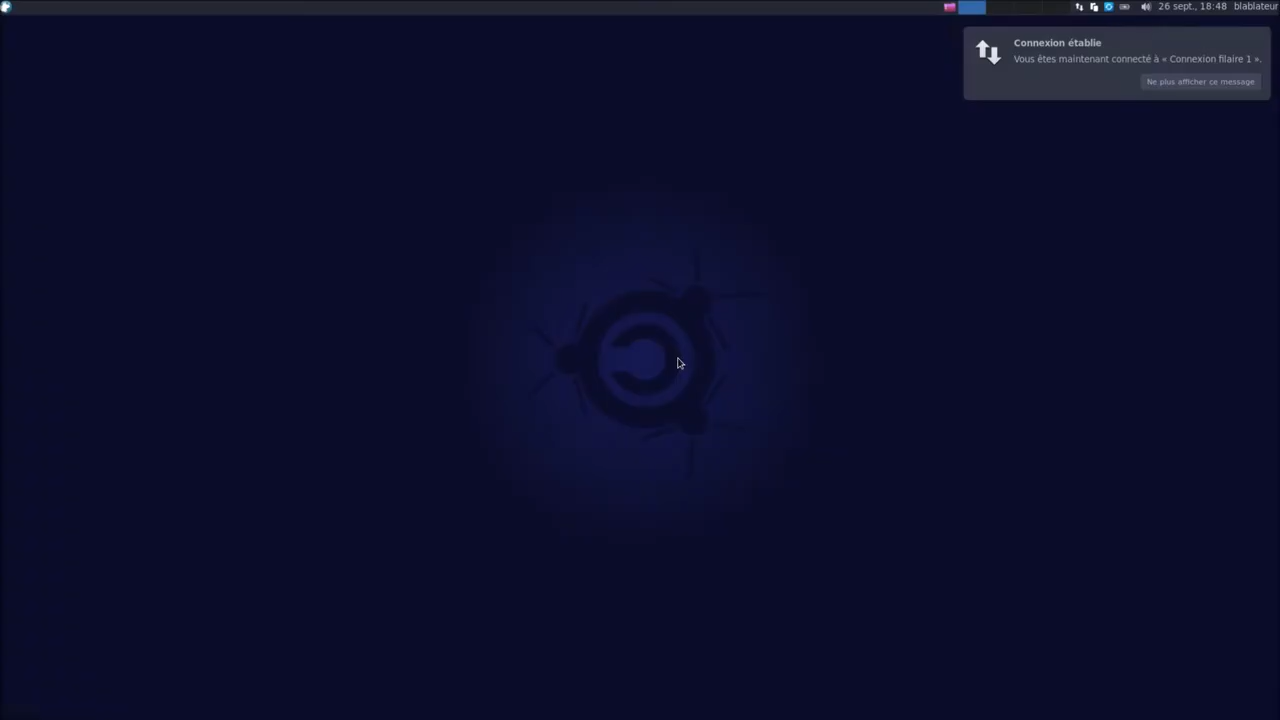 26 sept., 18:48 blablateur
Connexion établie
Vous êtes maintenant connecté à « Connexion filaire 1 ».
Ne plus afficher ce message